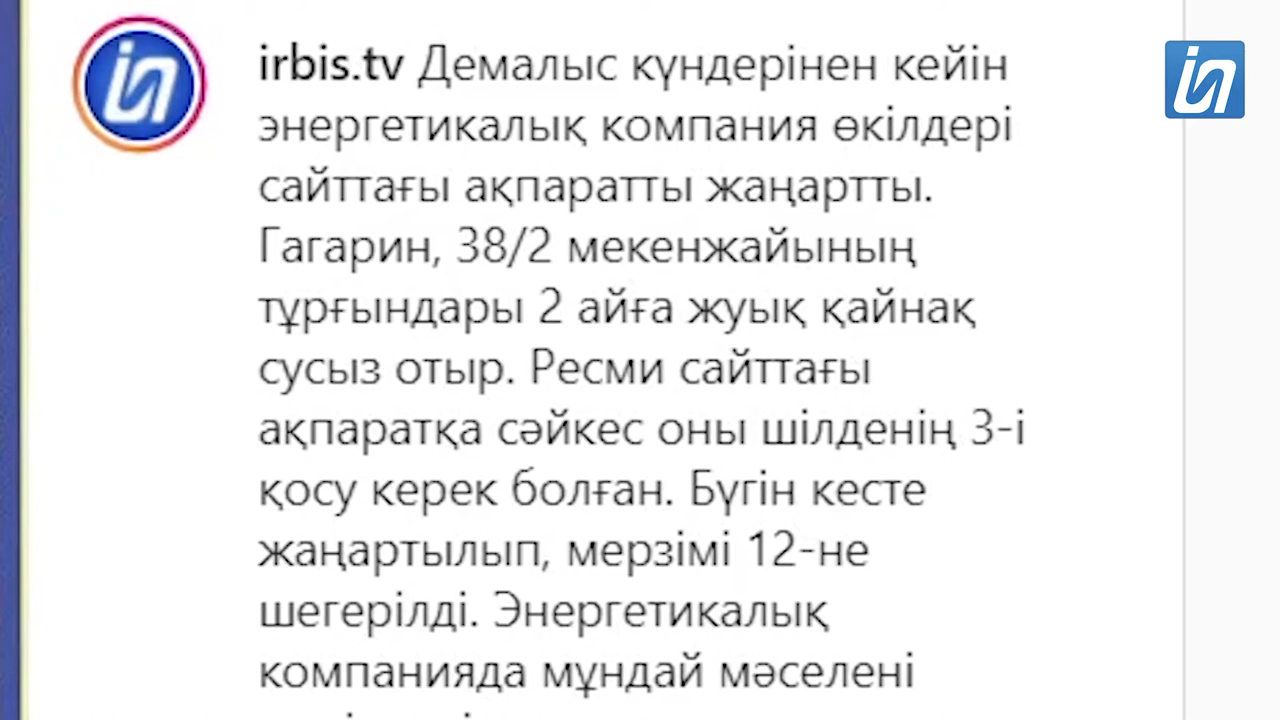 irbis.tv Демалыс күндерінен кейін
энергетикалық компания өкілдері
сайттағы ақпаратты жаңартты.
Гагарин, 38/2 мекенжайының
тұрғындары 2 айға жуық қайнақ
сусыз отыр. Ресми сайттағы
ақпаратқа сәйкес оны шілденің 3-і
қосу керек болған. Бүгін кесте
жаңартылып, мерзімі 12-не
шегерілді. Энергетикалық
компанияда мұндай мәселені